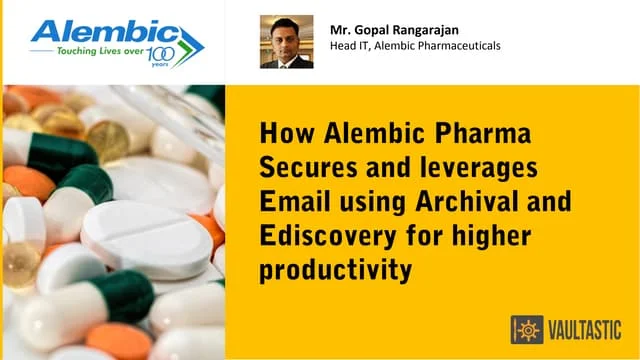 Alembic
Touching Lives over 100 years
Mr. Gopal Rangarajan
Head IT, Alembic Pharmaceuticals
How Alembic Pharma
Secures and leverages
Email using Archival and
Ediscovery for higher
productivity
VAULTASTIC